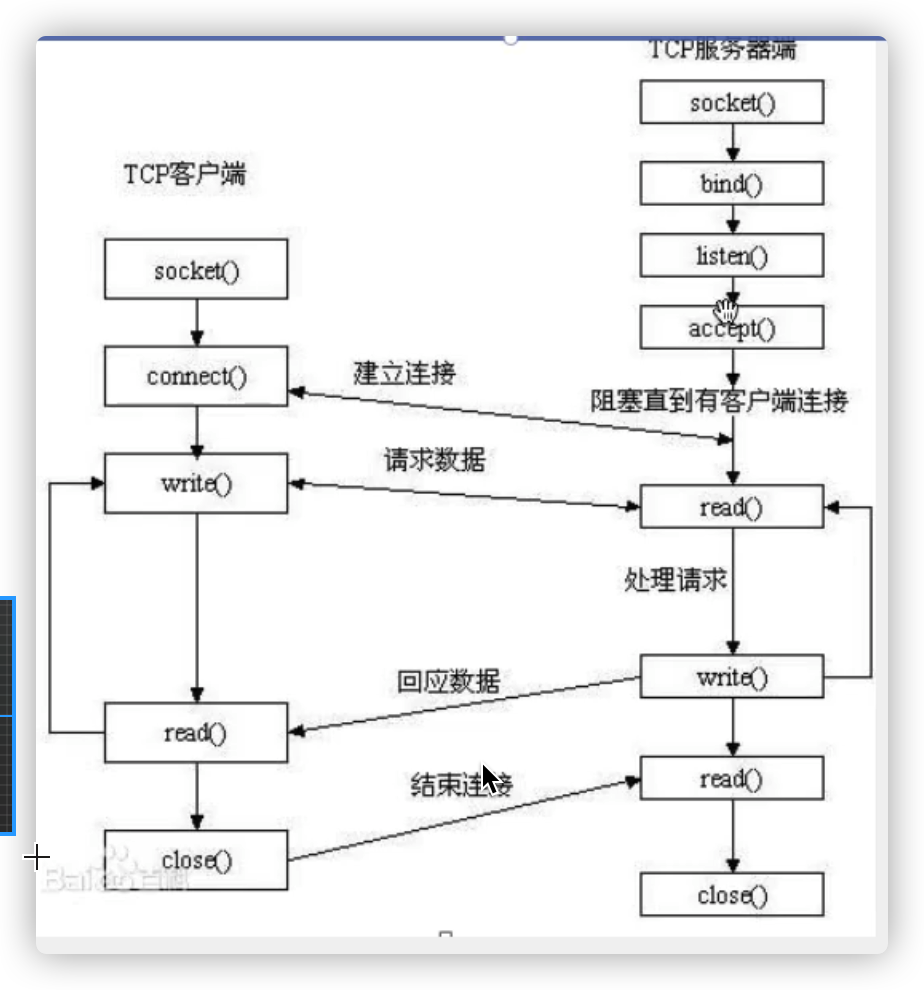 TCP服务器端
socket()
bind()
TCP客户端
listen()
socket()
accept()
connect()
建立连接
阻塞直到有客户端连接
请求数据
write()
read()
处理请求
回应数据
write()
read()
结束连接
read()
close()
Baidu百科
close()